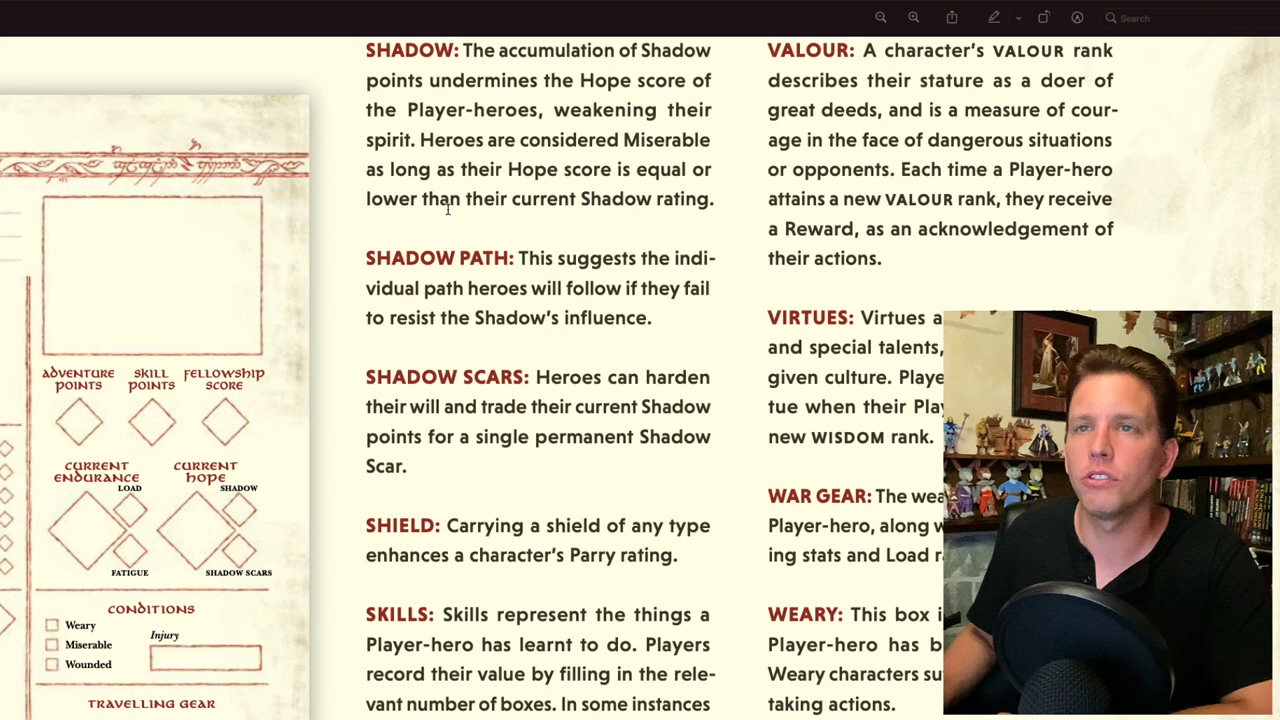 Search
ADVENTURE
POINTS
SKILL
POINTS
FELLOWSHIP
SCORE
CURRENT
ENDURANCE
LOAD
FATIGUE
CURRENT
HOPE
SHADOW
SHADOW SCARS
CONDITIONS
Weary
Miserable
Wounded
Injury
TRAVELLING GEAR
SHADOW: The accumulation of Shadow
points undermines the Hope score of
the Player-heroes, weakening their
spirit. Heroes are considered Miserable
as long as their Hope score is equal or
lower than their current Shadow rating.
SHADOW PATH: This suggests the indi-
vidual path heroes will follow if they fail
to resist the Shadow's influence.
SHADOW SCARS: Heroes can harden
their will and trade their current Shadow
points for a single permanent Shadow
Scar.
SHIELD: Carrying a shield of any type
enhances a character's Parry rating.
SKILLS: Skills represent the things a
Player-hero has learnt to do. Players
record their value by filling in the rele-
vant number of boxes. In some instances
VALOUR: A character's VALOUR rank
describes their stature as a doer of
great deeds, and is a measure of cour-
age in the face of dangerous situations
or opponents. Each time a Player-hero
attains a new VALOUR rank, they receive
a Reward, as an acknowledgement of
their actions.
VIRTUES: Virtues a
and special talents,
given culture. Playe
tue when their Pla
new WISDOM rank.
WAR GEAR: The wea
Player-hero, along w
ing stats and Load r
WEARY: This box i
Player-hero has b
Weary characters su
taking actions.